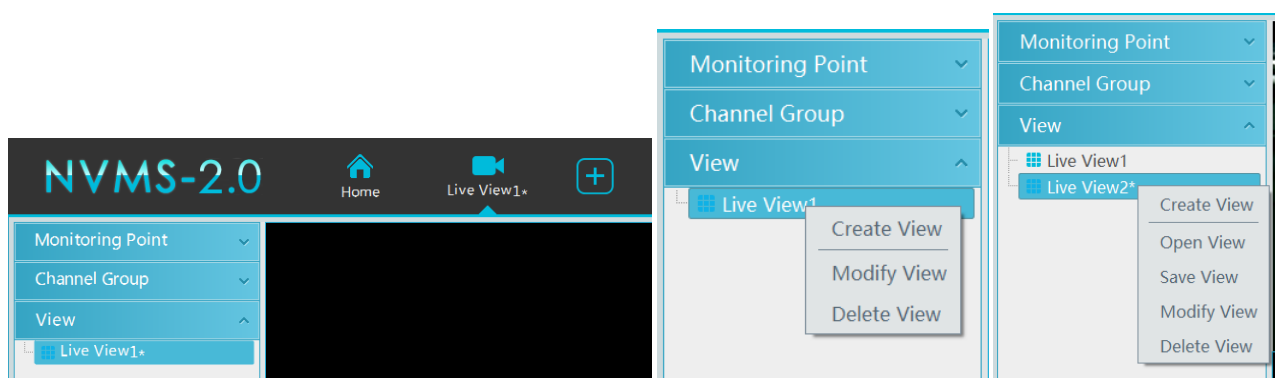 NVMS-2.0
Home
Live View1*
Monitoring Point
Channel Group
View
Live View1*
Monitoring Point
Channel Group
View
Live View1
Create View
Modify View
Delete View
Monitoring Point
Channel Group
View
Live View1
Live View2*
Create View
Open View
Save View
Modify View
Delete View